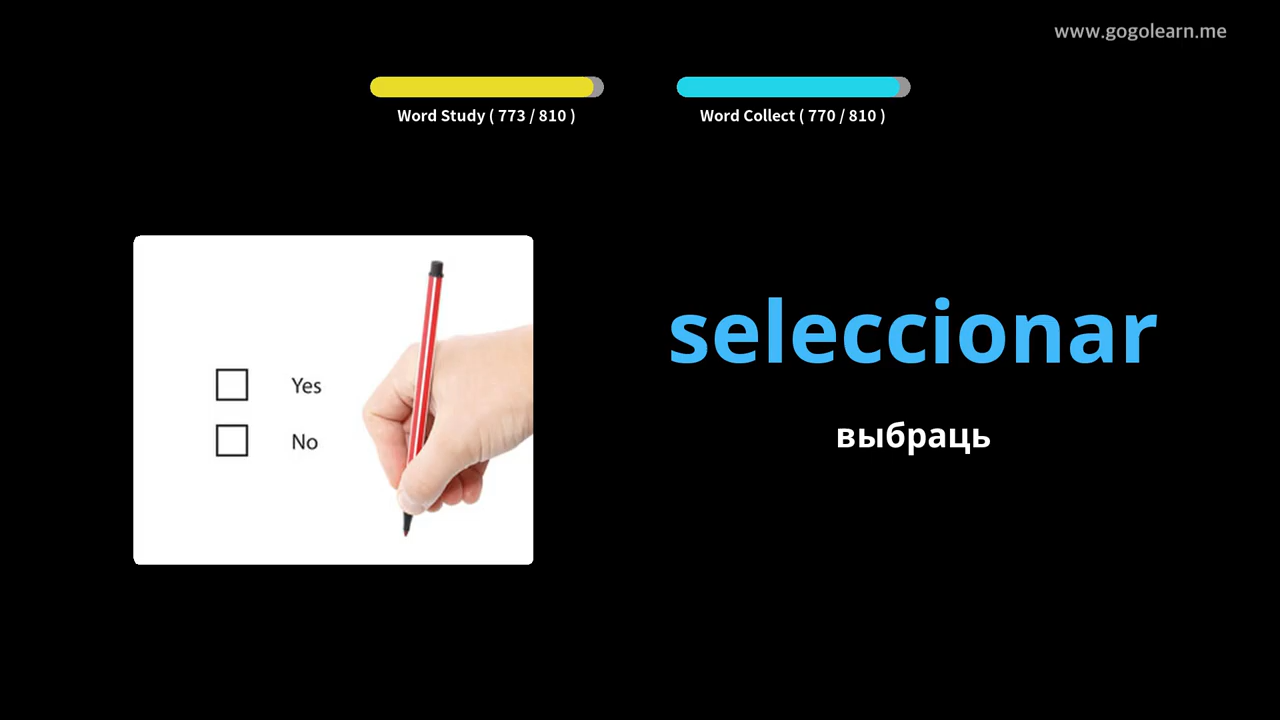 www.gogolearn.me
Word Study ( 773 / 810 )
Word Collect ( 770 / 810 )
Yes
No
seleccionar
выбраць